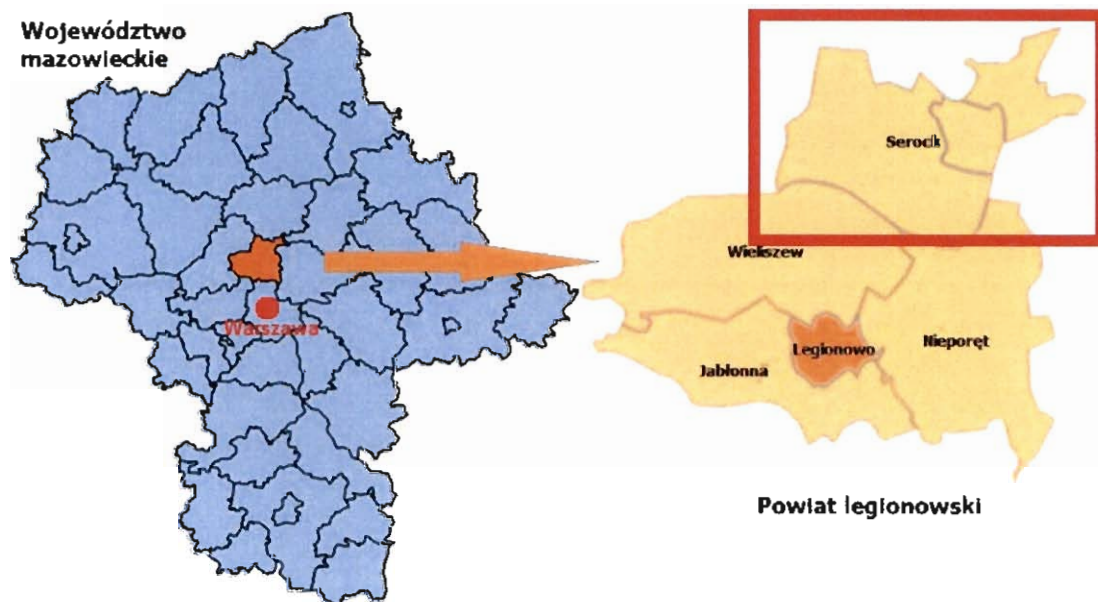 Województwo
mazowieckie
Warszawa
Serock
Wieliszew
Legionowo
Nieporęt
Jabłonna
Powiat legionowski